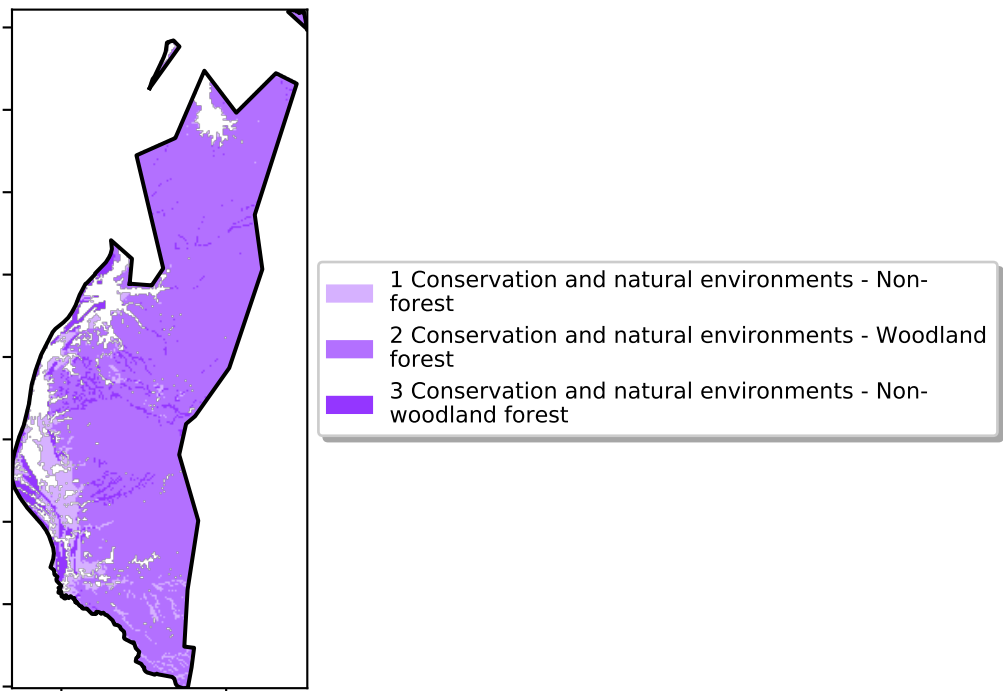 1 Conservation and natural environments - Non-
forest
2 Conservation and natural environments - Woodland
forest
3 Conservation and natural environments - Non-
woodland forest